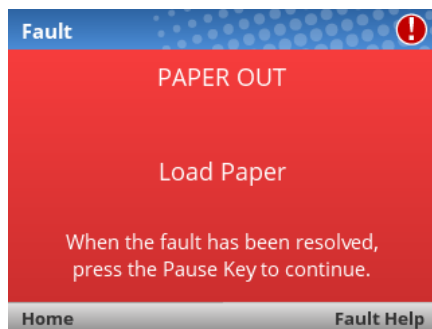 Fault
PAPER OUT
Load Paper
When the fault has been resolved,
press the Pause Key to continue.
Home
Fault Help